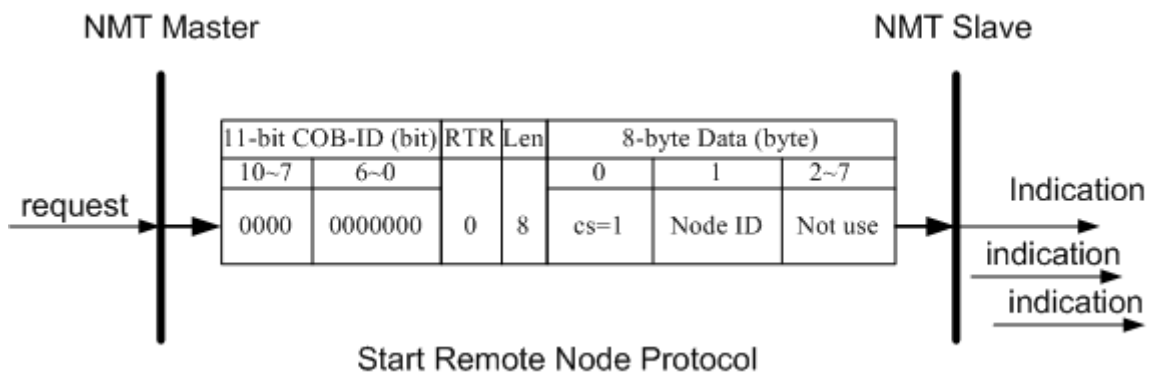 NMT Master NMT Slave
11-bit COB-ID (bit) RTR Len 8-byte Data (byte)
10~7 6~0 0 1 2~7
request 0000 0000000 0 8 cs=1 Node ID Not use
Indication
indication
indication
Start Remote Node Protocol